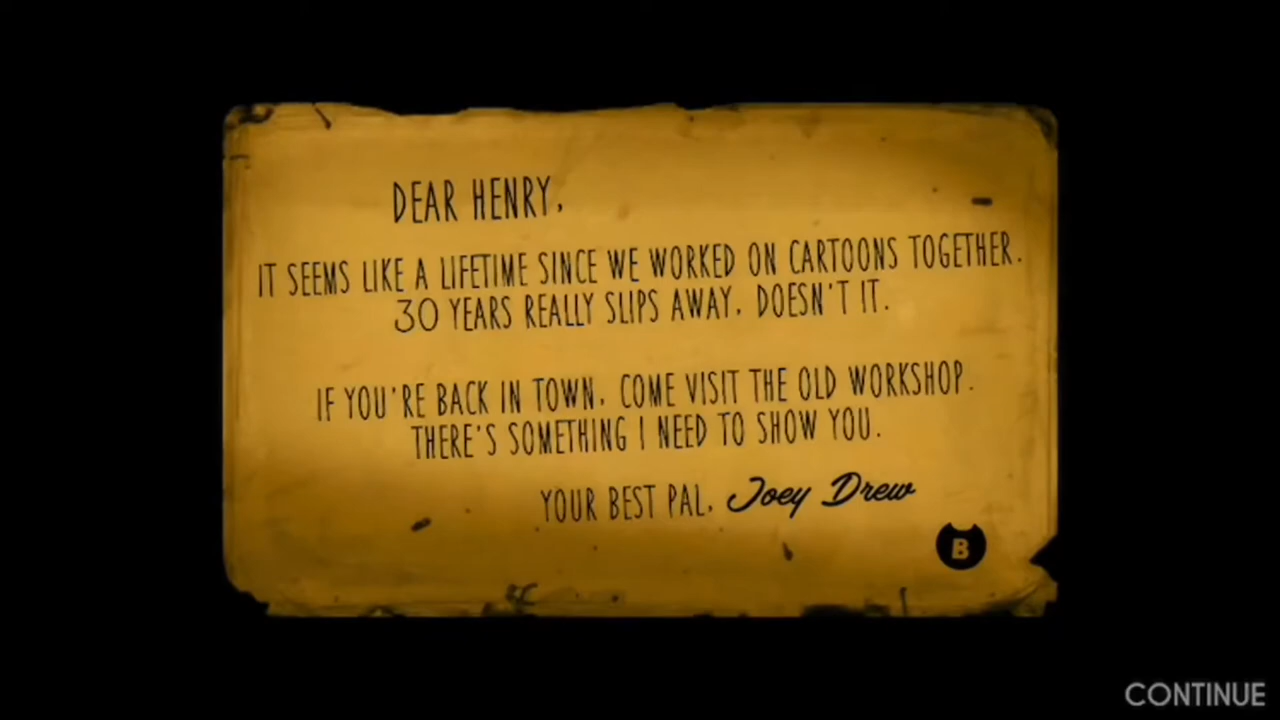 DEAR HENRY,
IT SEEMS LIKE A LIFETIME SINCE WE WORKED ON CARTOONS TOGETHER.
30 YEARS REALLY SLIPS AWAY, DOESN'T IT.
IF YOU'RE BACK IN TOWN, COME VISIT THE OLD WORKSHOP.
THERE'S SOMETHING I NEED TO SHOW YOU.
YOUR BEST PAL, Joey Drew
B
CONTINUE